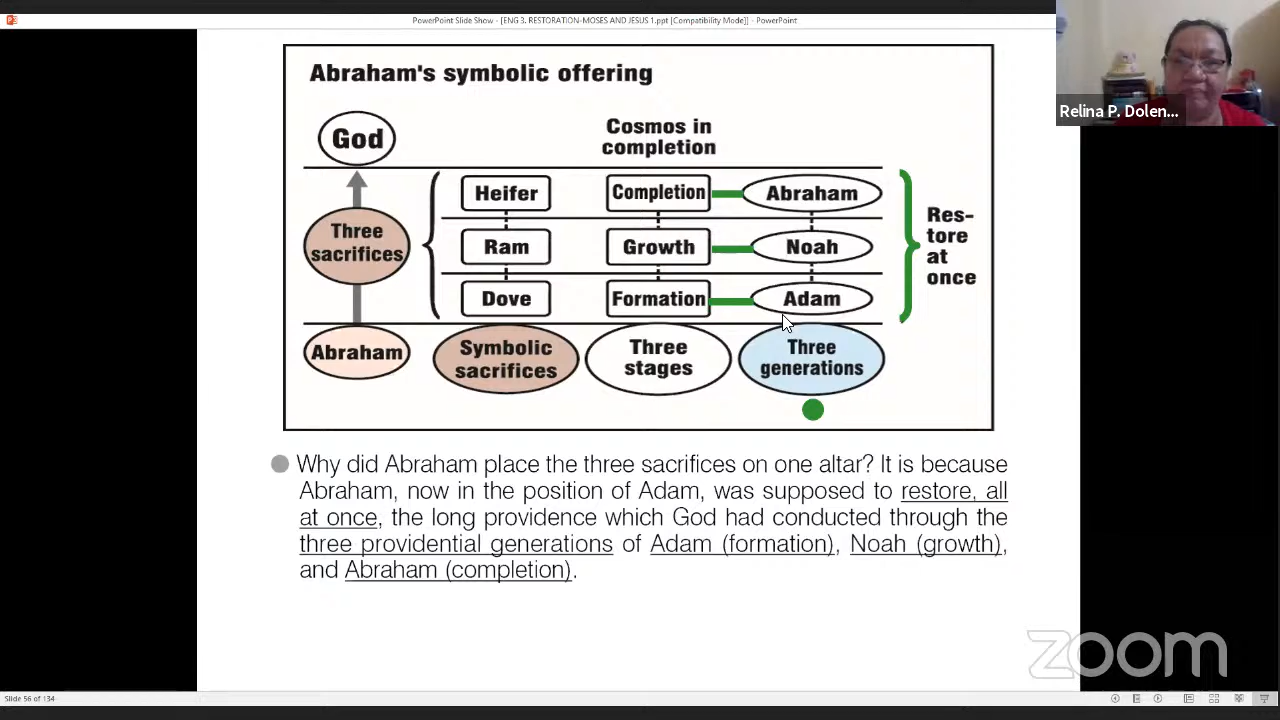 PowerPoint Slide Show - [ENG 3. RESTORATION-MOSES AND JESUS 1.ppt [Compatibility Mode]] - PowerPoint
Relina P. Dolen...
Abraham's symbolic offering
God
Cosmos in
completion
Heifer
Completion
Abraham
Three
sacrifices
Ram
Growth
Noah
Dove
Formation
Adam
Res-
tore
at
once
Abraham
Symbolic
sacrifices
Three
stages
Three
generations
Why did Abraham place the three sacrifices on one altar? It is because
Abraham, now in the position of Adam, was supposed to restore, all
at once, the long providence which God had conducted through the
three providential generations of Adam (formation), Noah (growth),
and Abraham (completion).
zoom
Slide 56 of 134